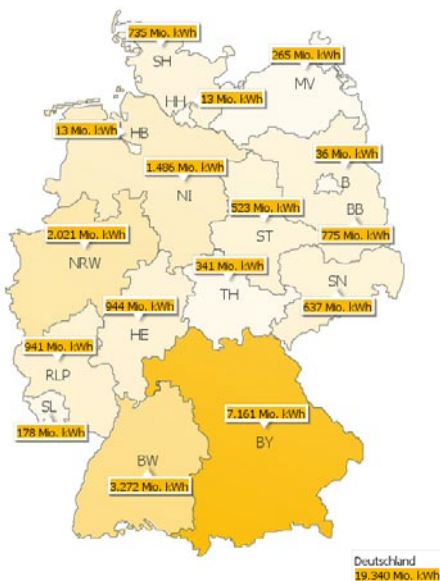 735 Mio. kWh
SH
265 Mio. kWh
MV
HH
13 Mio. kWh
13 Mio. kWh
HB
36 Mio. kWh
B
1.486 Mio. kWh
NI
BB
523 Mio. kWh
ST
775 Mio. kWh
2.021 Mio. kWh
NRW
341 Mio. kWh
TH
SN
637 Mio. kWh
944 Mio. kWh
HE
941 Mio. kWh
RLP
SL
178 Mio. kWh
7.161 Mio. kWh
BY
BW
3.272 Mio. kWh
Deutschland
19.340 Mio. kWh